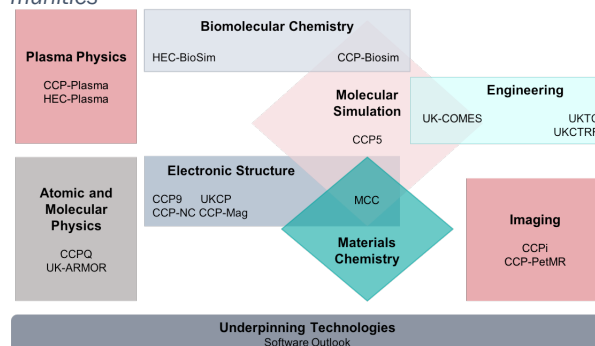 munities
Biomolecular Chemistry
HEC-BioSim CCP-Biosim
Plasma Physics
CCP-Plasma
HEC-Plasma
Molecular
Simulation
CCP5
Engineering
UK-COMES
Atomic and
Molecular
Physics
CCPQ
UK-ARMOR
Electronic Structure
CCP9 UKCP
CCP-NC CCP-Mag
MCC
Materials
Chemistry
Imaging
CCPi
CCP-PetMR
Underpinning Technologies
Software Outlook